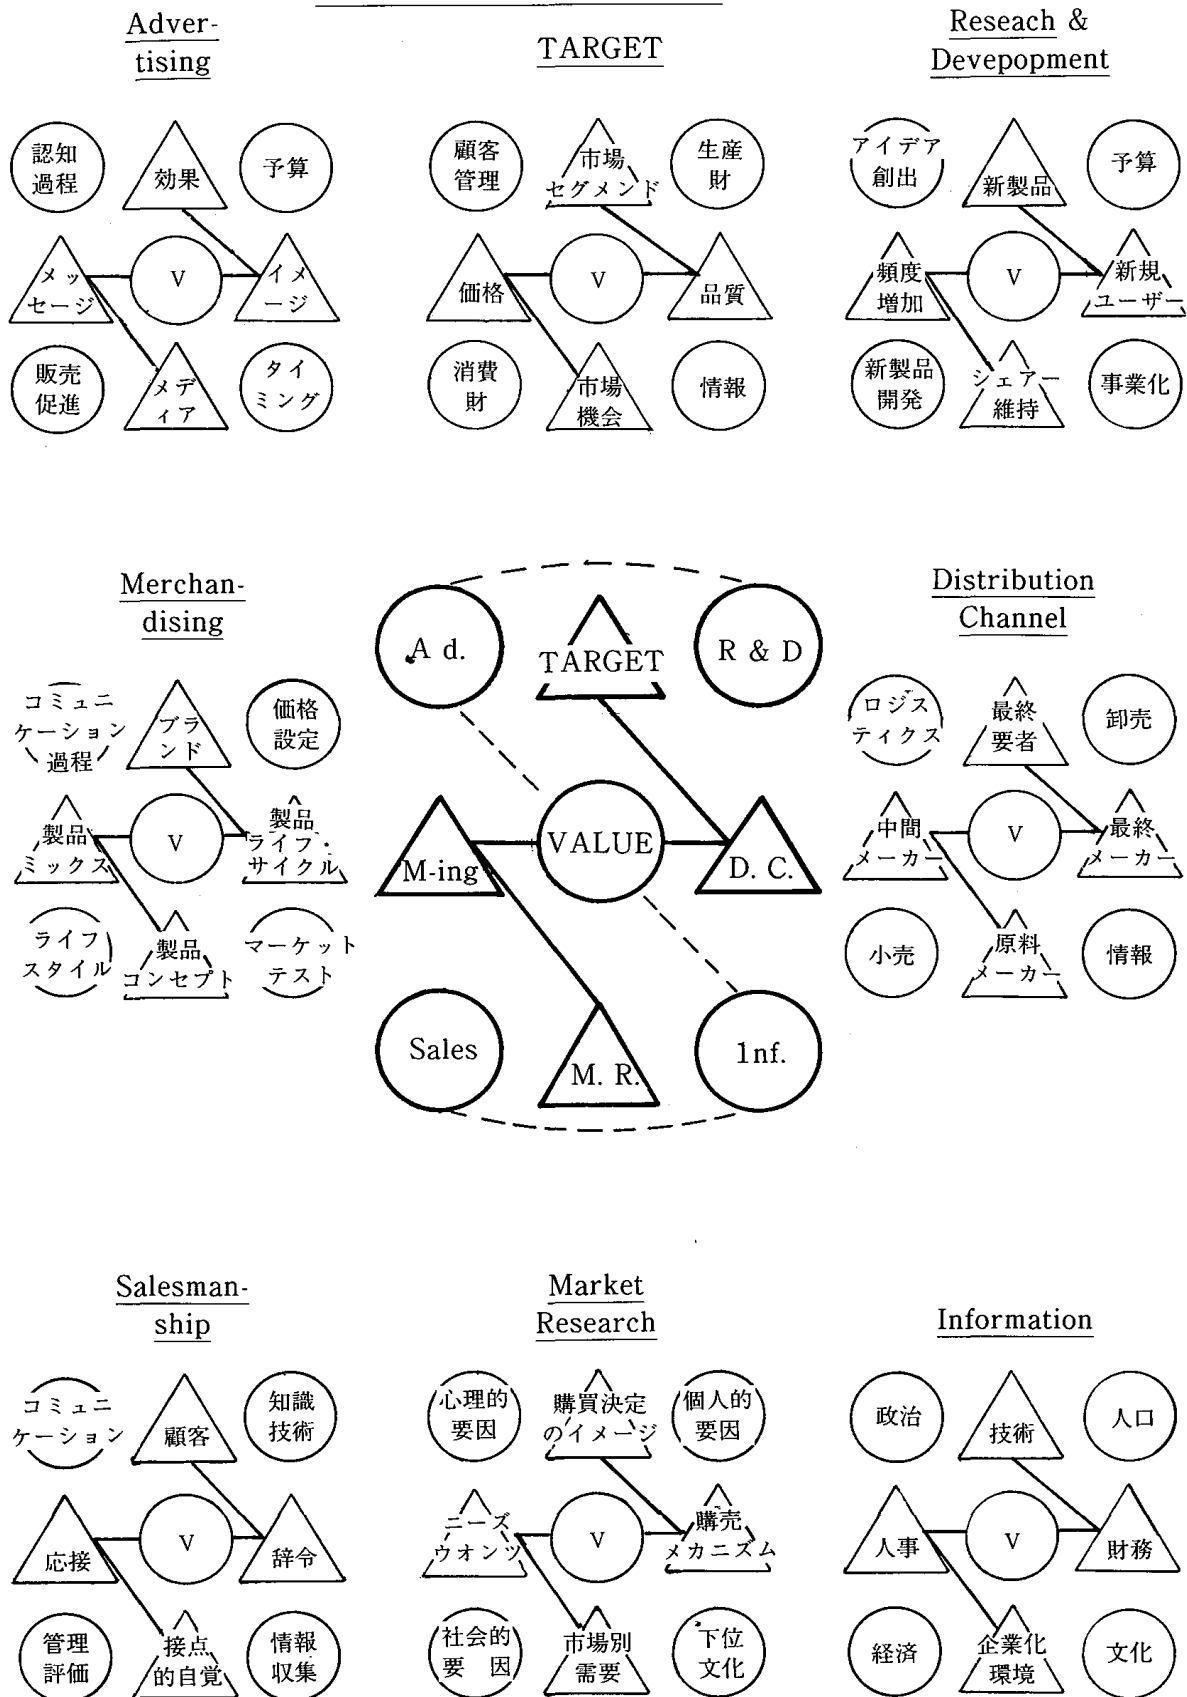 Adver-
tising
認知
過程
効果
予算
メッ
セージ
V
イメ
ージ
販売
促進
メデ
ィア
タイ
ミング
TARGET
顧客
管理
市場
セグメンド
生産
財
価格
V
品質
消費
財
市場
機会
情報
Reseach &
Devepopment
アイデア
創出
新製品
予算
頻度
増加
V
新規
ユーザー
新製品
開発
シェアー
維持
事業化
Merchan-
dising
コミュニ
ケーション
過程
ブラ
ンド
価格
設定
製品
ミックス
V
製品
ライフ・
サイクル
ライフ
スタイル
製品
コンセプト
マーケット
テスト
Ad.
TARGET
R & D
M-ing
VALUE
D. C.
Sales
M. R.
1nf.
Distribution
Channel
ロジス
ティクス
最終
要者
卸売
中間
メーカー
V
最終
メーカー
小売
原料
メーカー
情報
Salesman-
ship
コミュニ
ケーション
顧客
知識
技術
応接
V
辞令
管理
評価
接点
的自覚
情報
収集
Market
Research
心理的
要因
購買決定
のイメージ
個人的
要因
ニーズ
ウオンツ
V
購売
メカニズム
社会的
要　因
市場別
需要
下位
文化
Information
政治
技術
人口
人事
V
財務
経済
企業化
環境
文化